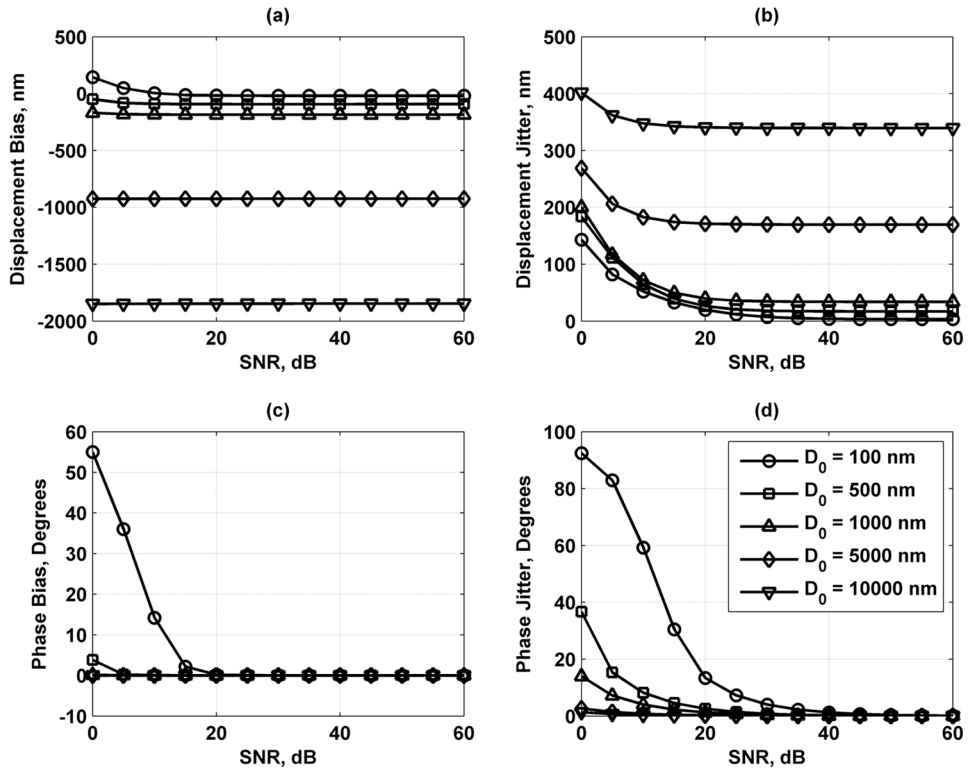 (a)
Displacement Bias, nm
500
0
-500
-1000
-1500
-2000
0 20 40 60
SNR, dB
(b)
Displacement Jitter, nm
500
400
300
200
100
0
0 20 40 60
SNR, dB
(c)
Phase Bias, Degrees
60
50
40
30
20
10
0
-10
0 20 40 60
SNR, dB
(d)
Phase Jitter, Degrees
100
80
60
40
20
0
0 20 40 60
SNR, dB
D0 = 100 nm
D0 = 500 nm
D0 = 1000 nm
D0 = 5000 nm
D0 = 10000 nm